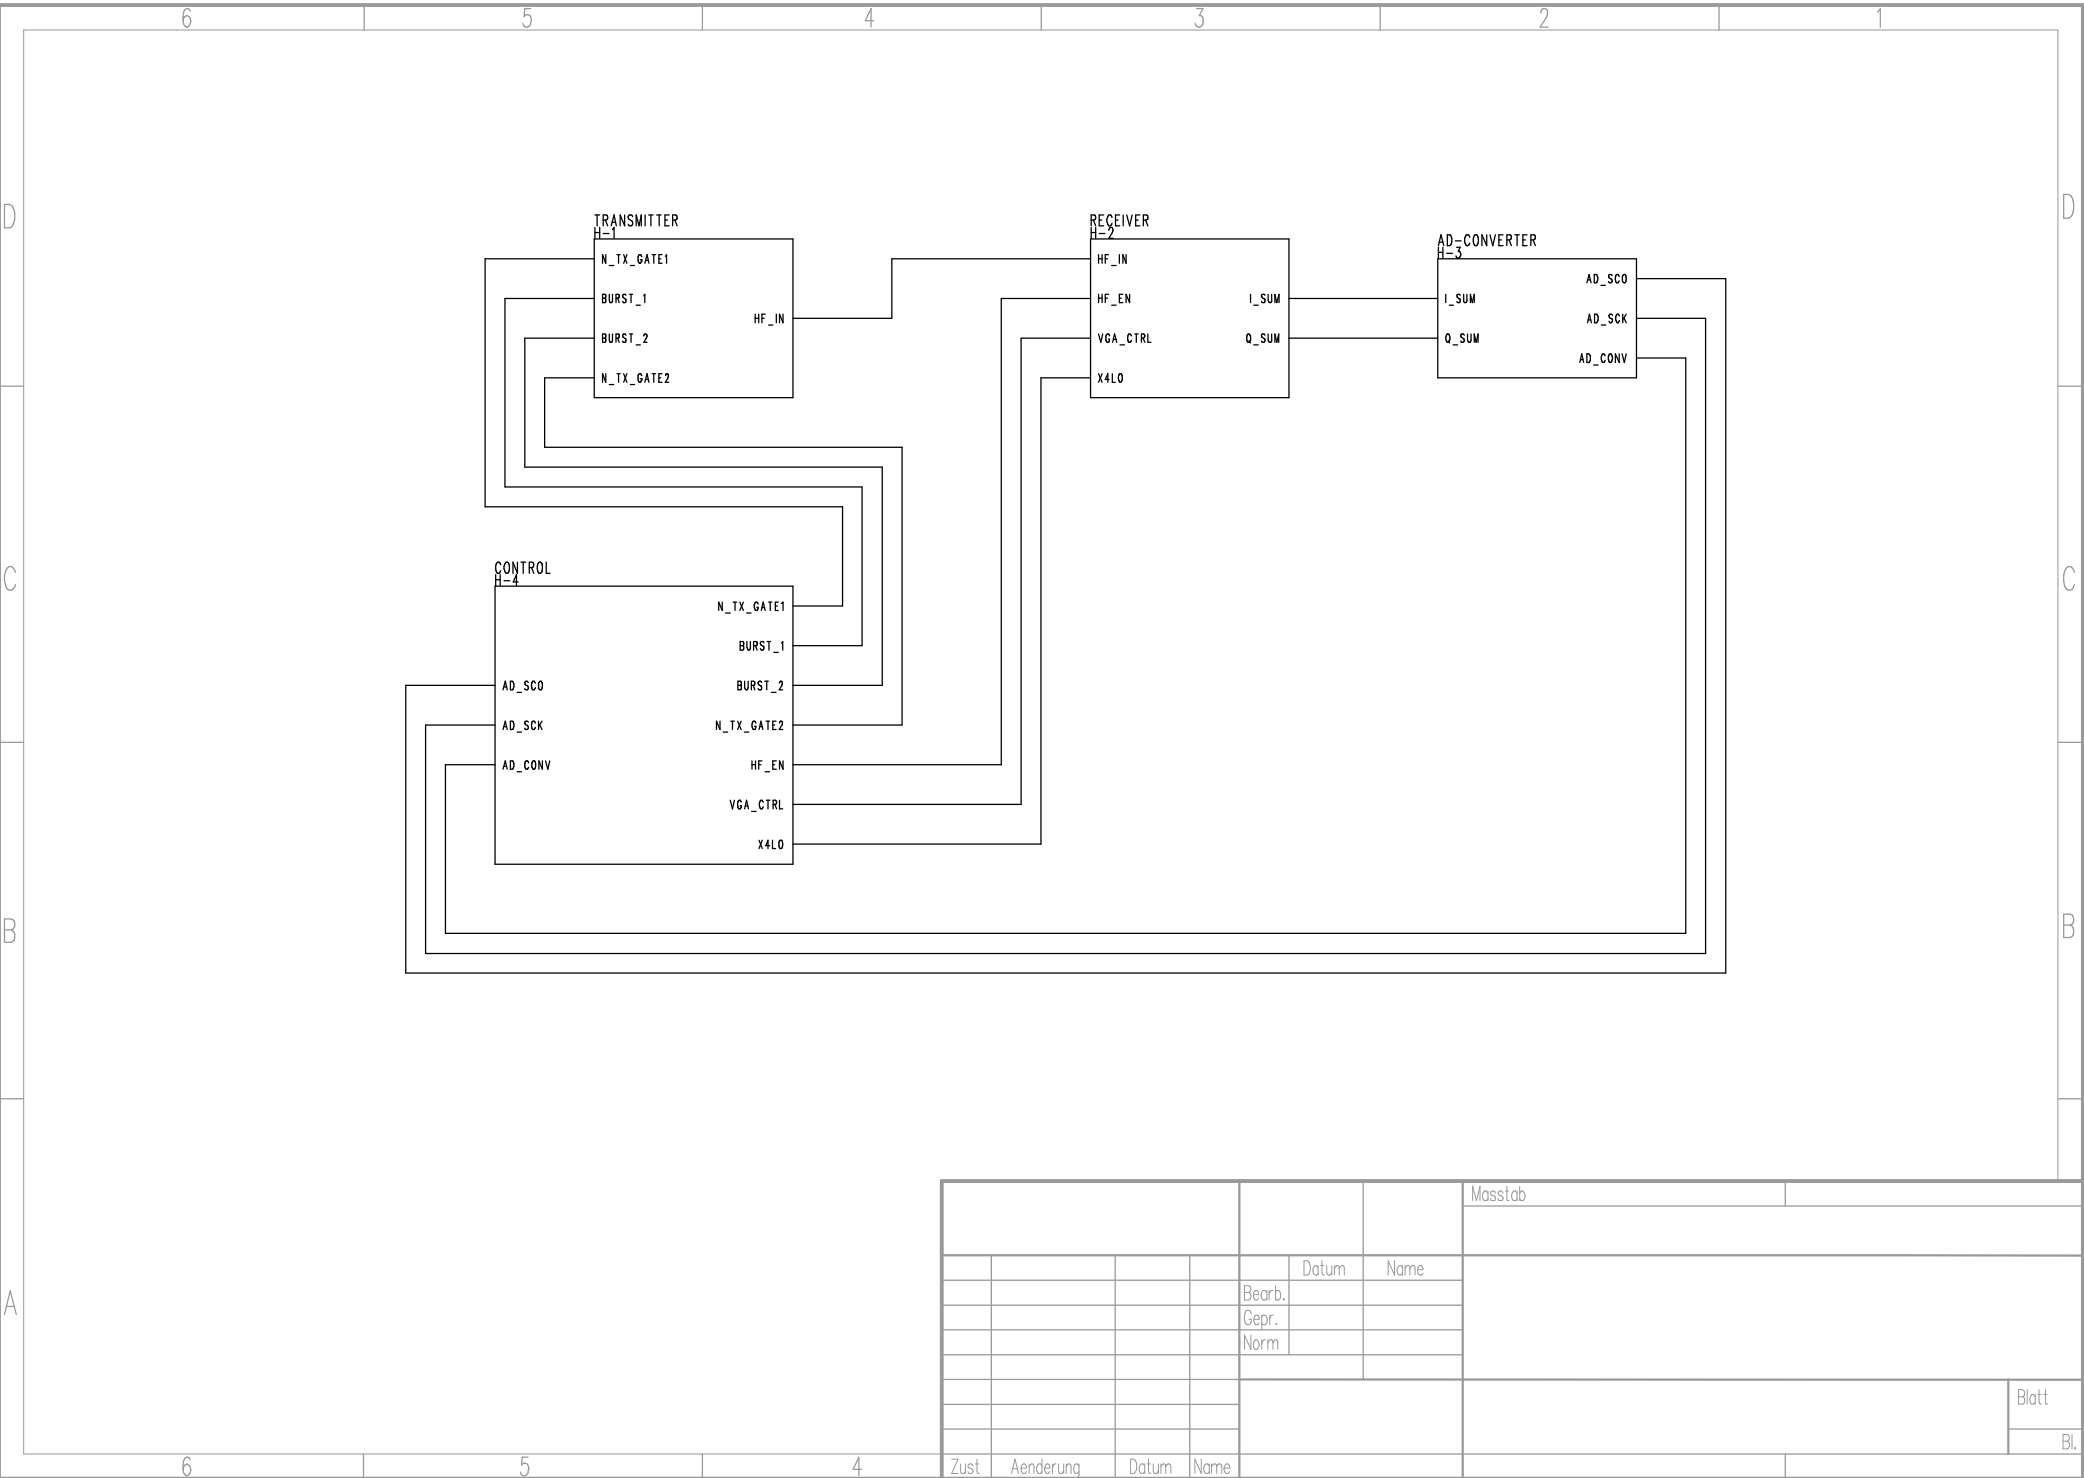 6 5 4 3 2 1
D D
TRANSMITTER
H-1
N_TX_GATE1
BURST_1
HF_IN
BURST_2
N_TX_GATE2
RECEIVER
H-2
HF_IN
HF_EN
I_SUM
VGA_CTRL
Q_SUM
X4LO
AD-CONVERTER
H-3
AD_SCO
I_SUM
AD_SCK
Q_SUM
AD_CONV
C C
CONTROL
H-4
N_TX_GATE1
BURST_1
AD_SCO BURST_2
AD_SCK N_TX_GATE2
AD_CONV HF_EN
VGA_CTRL
X4LO
B B
A
Masstab
Datum Name
Bearb.
Gepr.
Norm
Blatt
Bl.
Zust Aenderung Datum Name
6 5 4